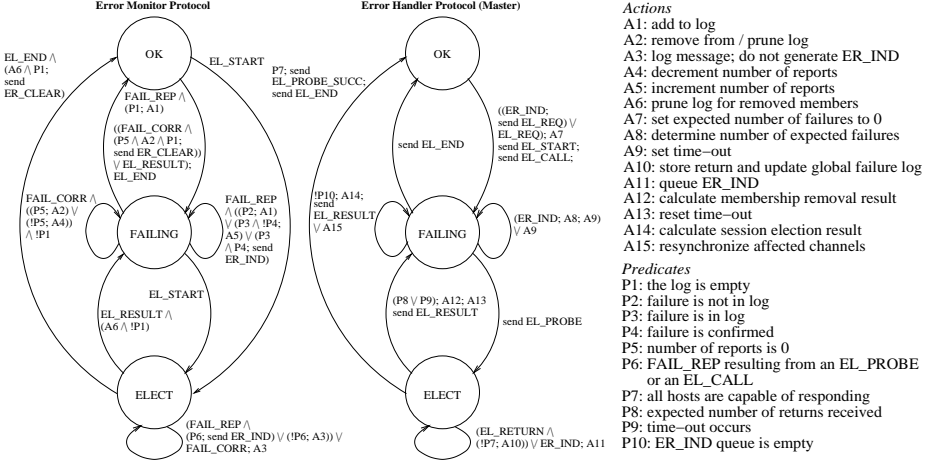 Error Monitor Protocol
OK
EL_END ∧
(A6 ∧ P1;
send
ER_CLEAR)
EL_START
FAIL_REP ∧
(P1; A1)
((FAIL_CORR ∧
(P5 ∧ A2 ∧ P1;
send ER_CLEAR))
∨ EL_RESULT);
EL_END
FAIL_CORR ∧
((P5; A2) ∨
(!P5; A4))
∧ !P1
FAILING
FAIL_REP
∧ ((P2; A1)
∨ (P3 ∧ !P4;
A5) ∨ (P3
∧ P4; send
ER_IND)
EL_START
EL_RESULT ∧
(A6 ∧ !P1)
ELECT
(FAIL_REP ∧
(P6; send ER_IND) ∨ (!P6; A3)) ∨
FAIL_CORR; A3
Error Handler Protocol (Master)
OK
P7; send
EL_PROBE_SUCC;
send EL_END
((ER_IND;
send EL_REQ) ∨
EL_REQ); A7
send EL_START;
send EL_CALL;
send EL_END
!P10; A14;
send
EL_RESULT
∨ A15
FAILING
(ER_IND; A8; A9)
∨ A9
(P8 ∨ P9); A12; A13
send EL_RESULT
send EL_PROBE
ELECT
(EL_RETURN ∧
(!P7; A10)) ∨ ER_IND; A11
Actions
A1: add to log
A2: remove from / prune log
A3: log message; do not generate ER_IND
A4: decrement number of reports
A5: increment number of reports
A6: prune log for removed members
A7: set expected number of failures to 0
A8: determine number of expected failures
A9: set time−out
A10: store return and update global failure log
A11: queue ER_IND
A12: calculate membership removal result
A13: reset time−out
A14: calculate session election result
A15: resynchronize affected channels
Predicates
P1: the log is empty
P2: failure is not in log
P3: failure is in log
P4: failure is confirmed
P5: number of reports is 0
P6: FAIL_REP resulting from an EL_PROBE
or an EL_CALL
P7: all hosts are capable of responding
P8: expected number of returns received
P9: time−out occurs
P10: ER_IND queue is empty